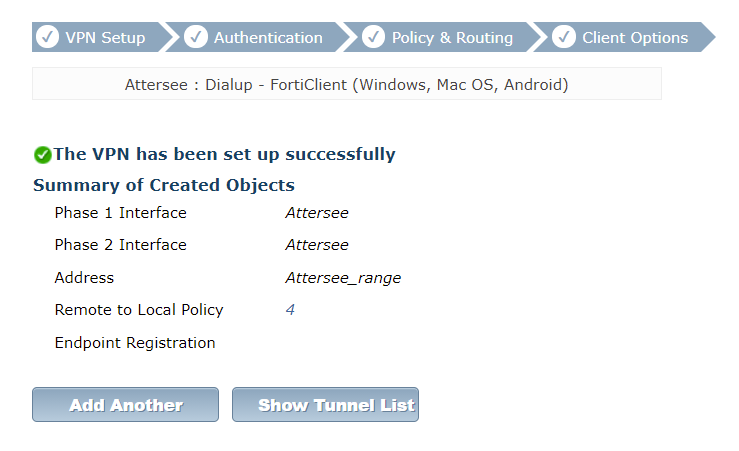 VPN Setup Authentication Policy & Routing Client Options
Attersee : Dialup - FortiClient (Windows, Mac OS, Android)
The VPN has been set up successfully
Summary of Created Objects
Phase 1 Interface Attersee
Phase 2 Interface Attersee
Address Attersee_range
Remote to Local Policy 4
Endpoint Registration
Add Another Show Tunnel List